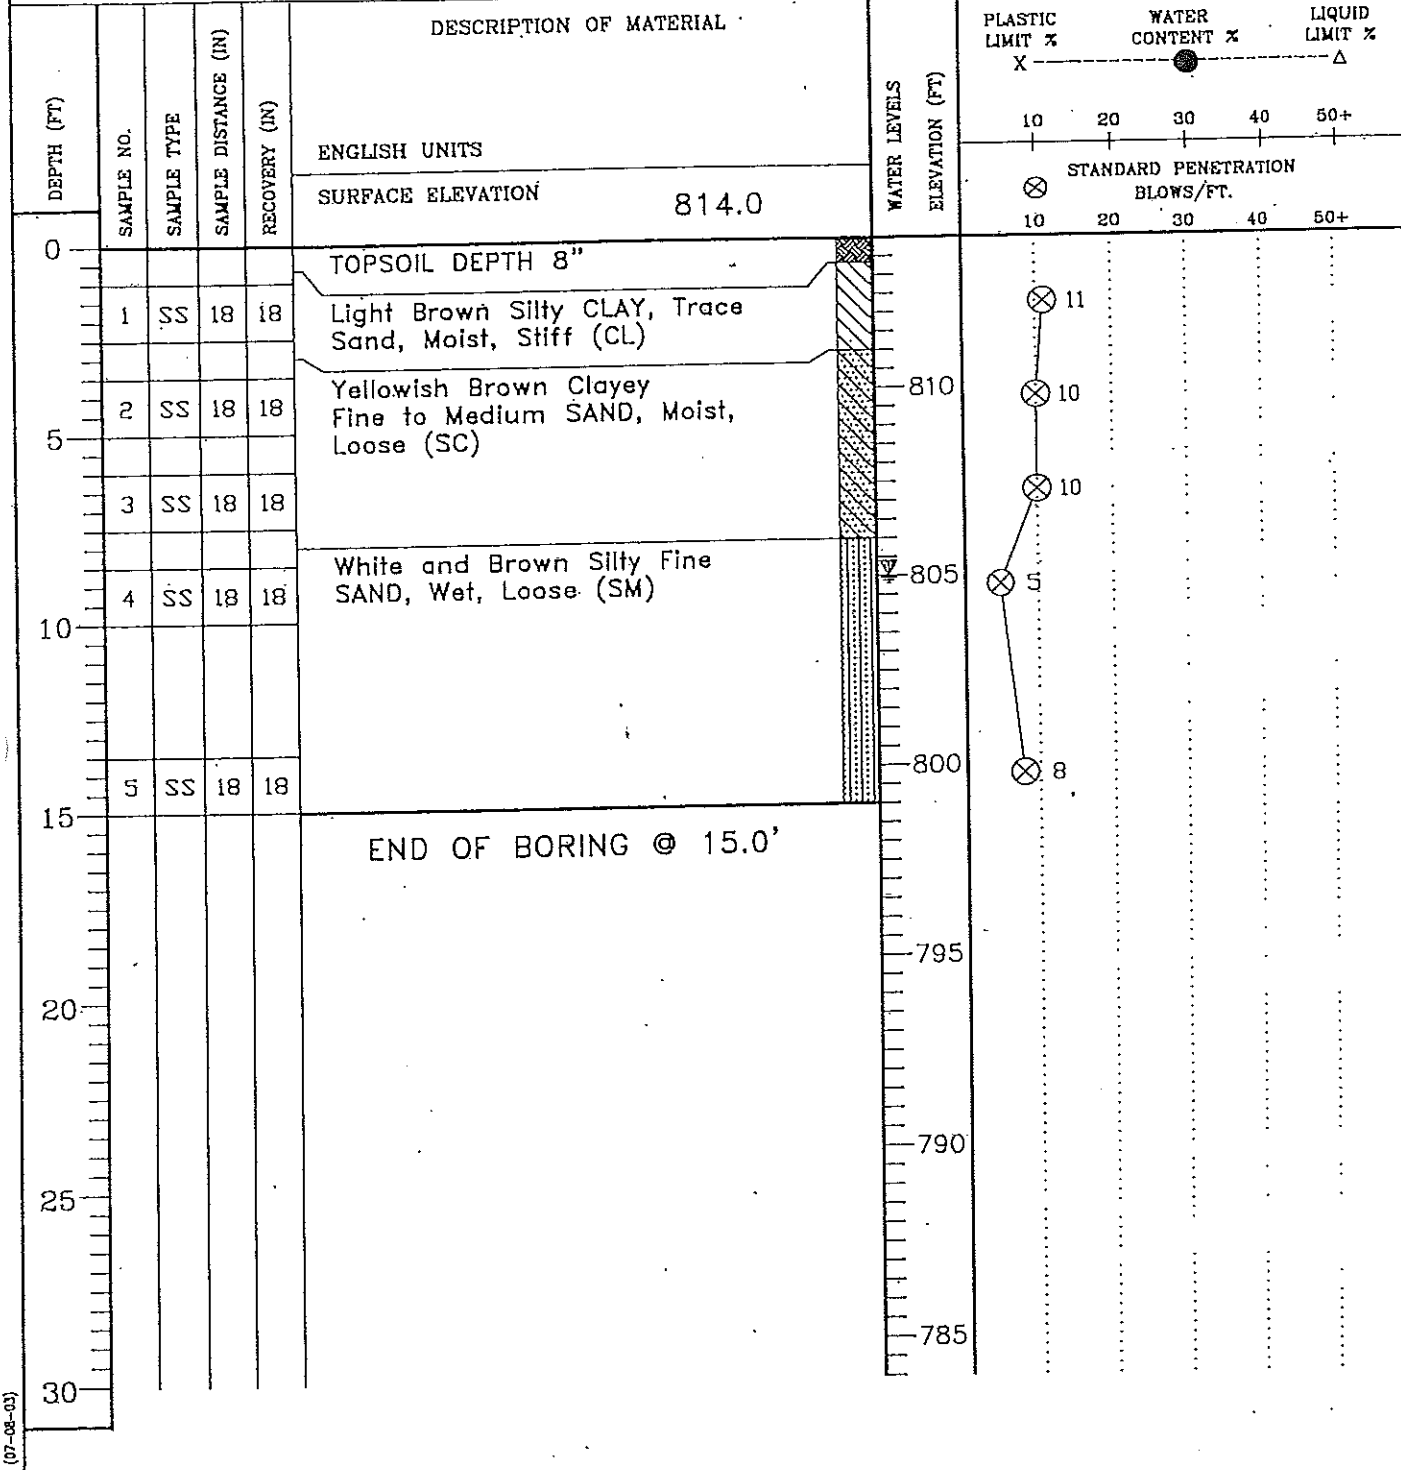 DESCRIPTION OF MATERIAL
PLASTIC LIMIT %
WATER CONTENT %
LIQUID LIMIT %
X
Δ
DEPTH (FT)
SAMPLE NO.
SAMPLE TYPE
SAMPLE DISTANCE (IN)
RECOVERY (IN)
WATER LEVELS
ELEVATION (FT)
10 20 30 40 50+
ENGLISH UNITS
STANDARD PENETRATION
BLOWS/FT.
SURFACE ELEVATION 814.0
10 20 30 40 50+
0
TOPSOIL DEPTH 8"
1 SS 18 18
Light Brown Silty CLAY, Trace
Sand, Moist, Stiff (CL)
11
2 SS 18 18
Yellowish Brown Clayey
Fine to Medium SAND, Moist,
Loose (SC)
810
10
5
3 SS 18 18
10
4 SS 18 18
White and Brown Silty Fine
SAND, Wet, Loose (SM)
805
5
10
5 SS 18 18
800
8
15
END OF BORING @ 15.0'
795
20
790
25
785
30
(07-08-03)